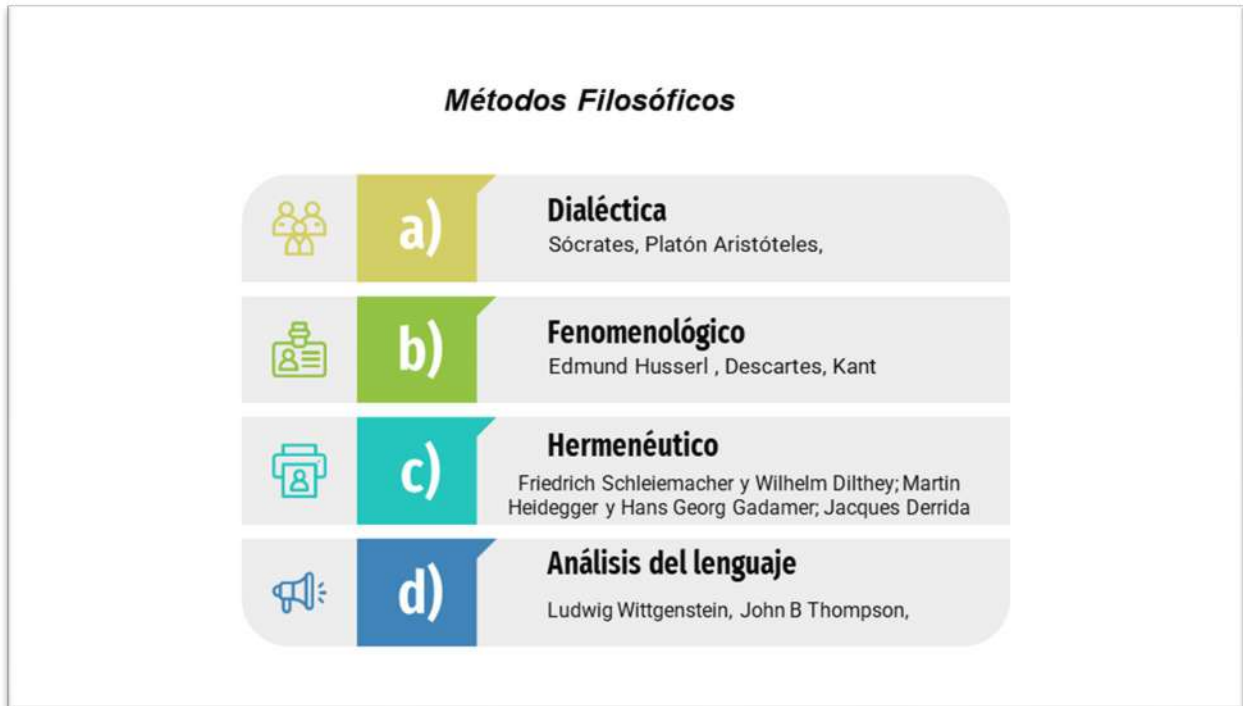 Métodos Filosóficos
a)
Dialéctica
Sócrates, Platón Aristóteles,
b)
Fenomenológico
Edmund Husserl , Descartes, Kant
c)
Hermenéutico
Friedrich Schleiemacher y Wilhelm Dilthey; Martin
Heidegger y Hans Georg Gadamer; Jacques Derrida
d)
Análisis del lenguaje
Ludwig Wittgenstein, John B Thompson,